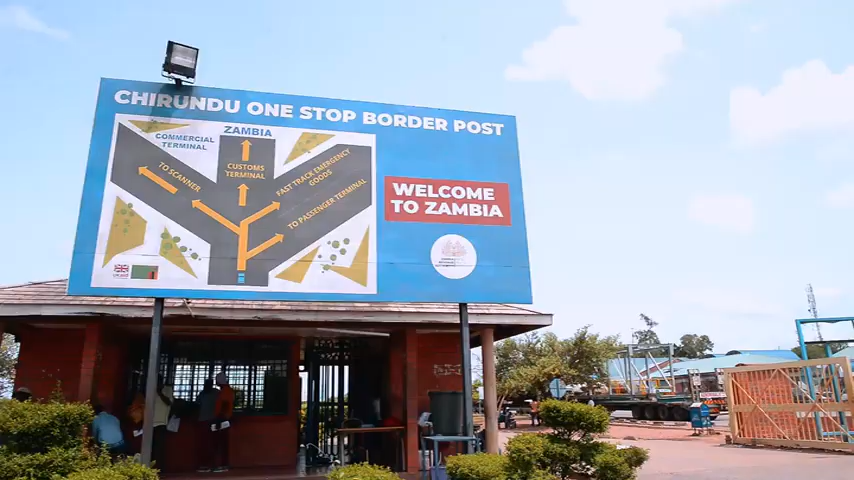 CHIRUNDU ONE STOP BORDER POST
ZAMBIA
COMMERCIAL
TERMINAL
CUSTOMS
TERMINAL
TO SCANNER
FAST TRACK EMERGENCY
GOODS
TO PASSENGER TERMINAL
WELCOME
TO ZAMBIA